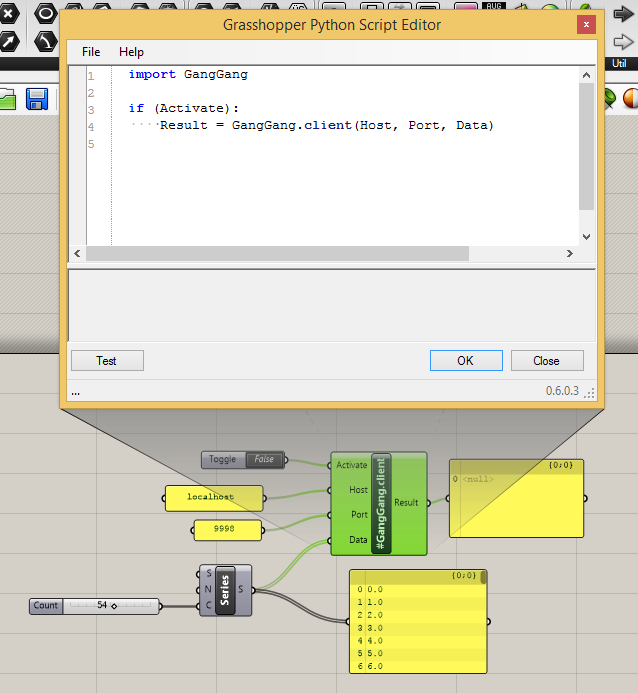 AUG
Util
Grasshopper Python Script Editor
x
File Help
1 import GangGang
2
3 if (Activate):
4 ····Result = GangGang.client(Host, Port, Data)
5
Test OK Close
... 0.6.0.3
Toggle False
localhost
9998
Activate
Host
Port
Data
#GangGang.client
Result
{0;0}
0 <null>
Count 54
S
N
C
Series
S
{0;0}
0 0.0
1 1.0
2 2.0
3 3.0
4 4.0
5 5.0
6 6.0